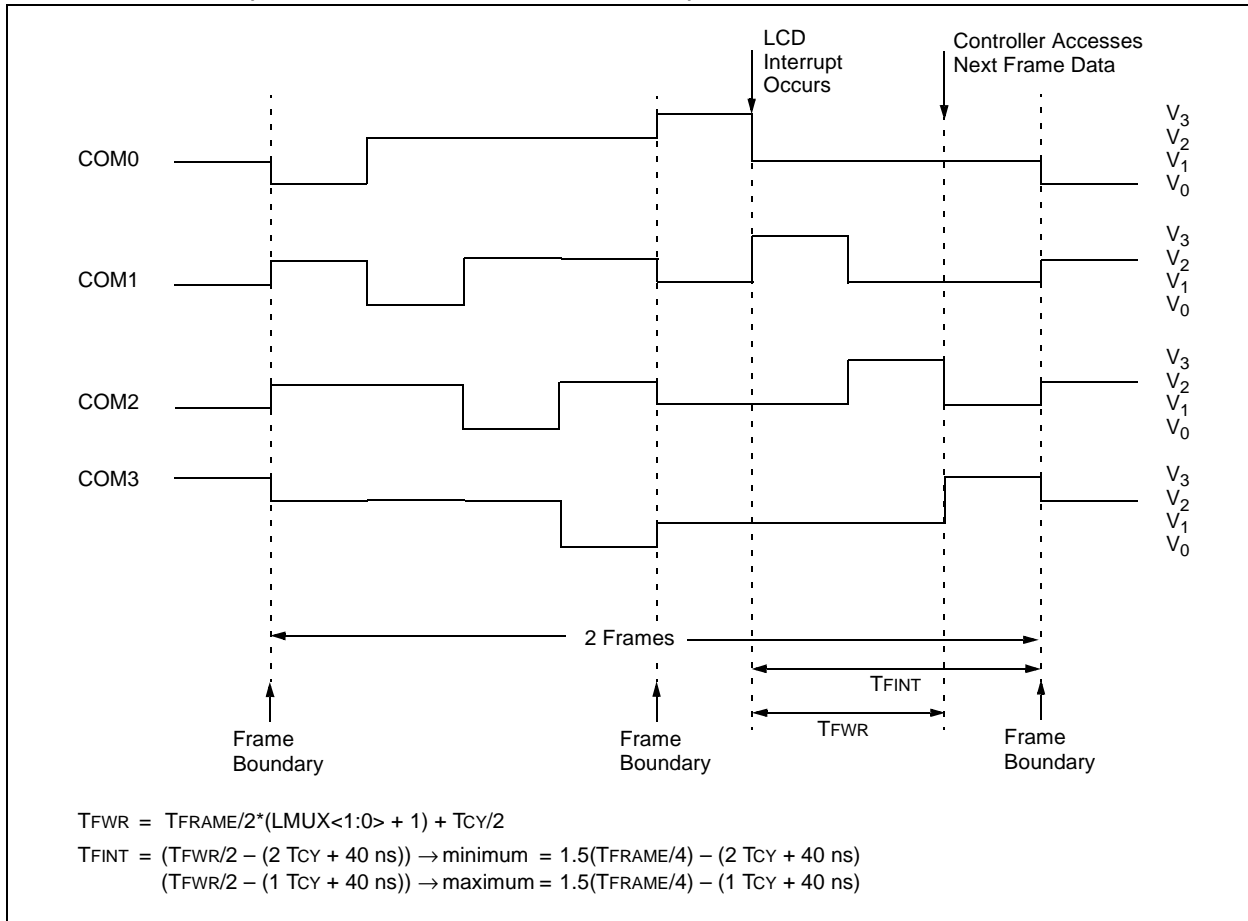 LCD
Interrupt
Occurs
Controller Accesses
Next Frame Data
COM0
V3
V2
V1
V0
COM1
V3
V2
V1
V0
COM2
V3
V2
V1
V0
COM3
V3
V2
V1
V0
2 Frames
TFINT
TFWR
Frame
Boundary
Frame
Boundary
Frame
Boundary
TFWR = TFRAME/2*(LMUX<1:0> + 1) + TCY/2
TFINT = (TFWR/2 – (2 TCY + 40 ns)) → minimum = 1.5(TFRAME/4) – (2 TCY + 40 ns)
(TFWR/2 – (1 TCY + 40 ns)) → maximum = 1.5(TFRAME/4) – (1 TCY + 40 ns)